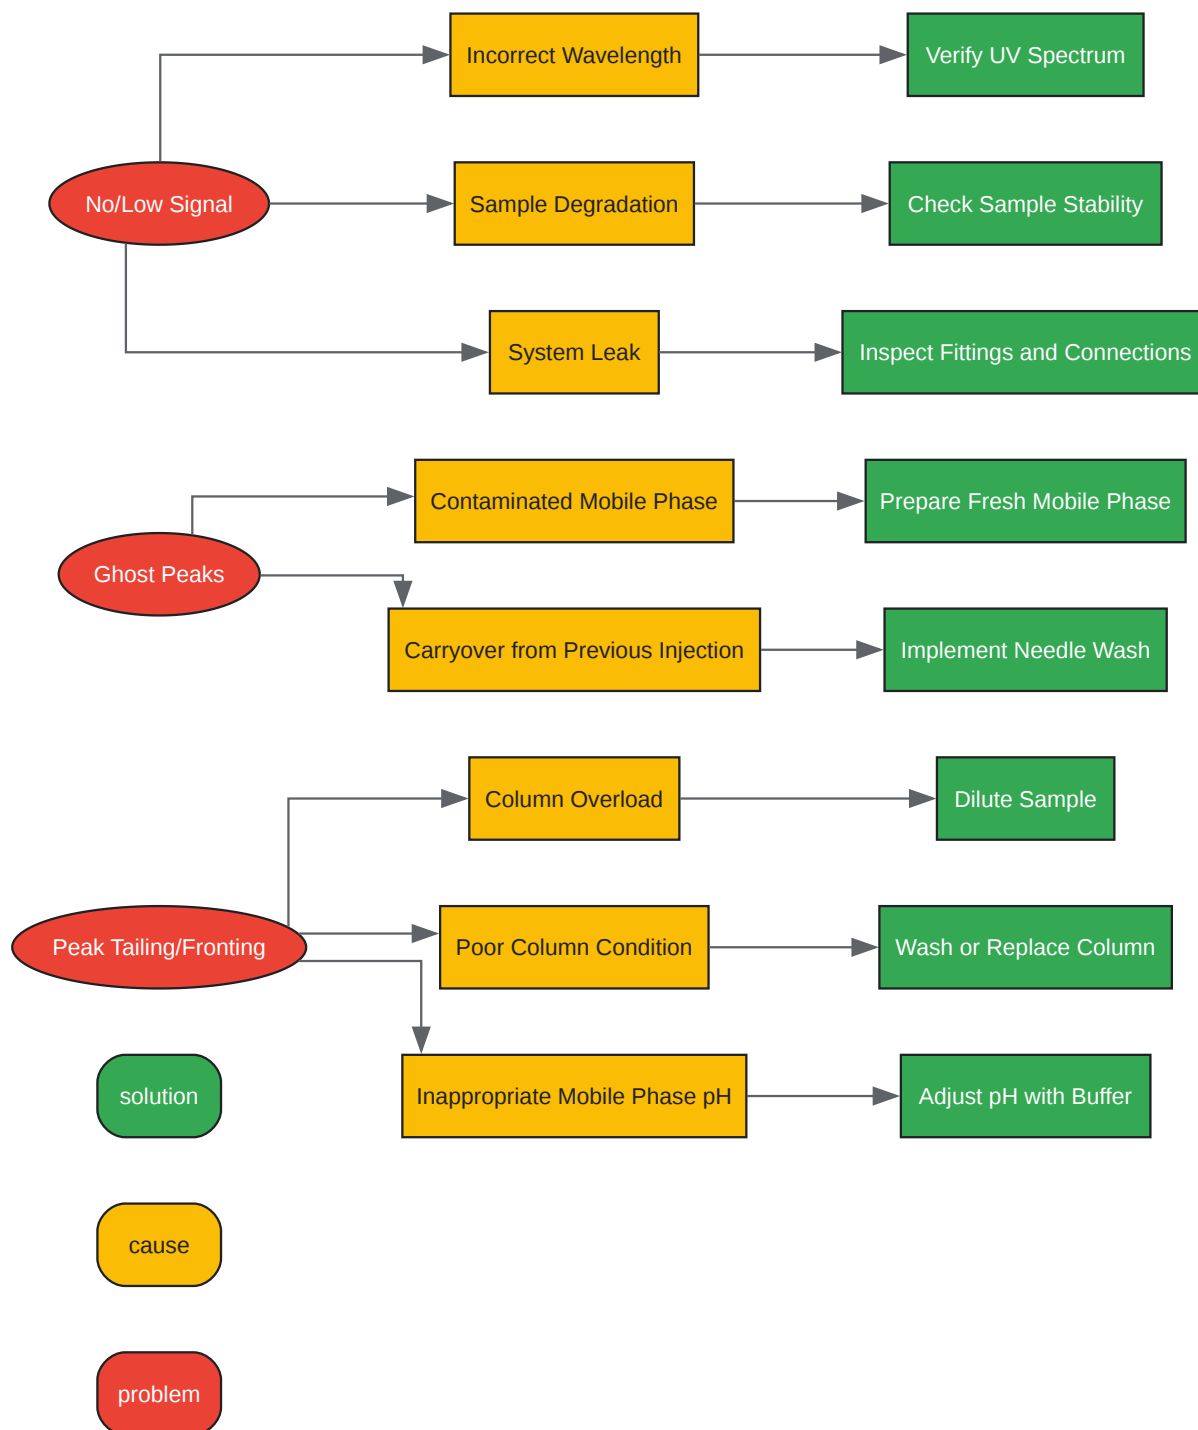 Incorrect Wavelength
Verify UV Spectrum
No/Low Signal
Sample Degradation
Check Sample Stability
System Leak
Inspect Fittings and Connections
Contaminated Mobile Phase
Prepare Fresh Mobile Phase
Ghost Peaks
Carryover from Previous Injection
Implement Needle Wash
Column Overload
Dilute Sample
Peak Tailing/Fronting
Poor Column Condition
Wash or Replace Column
solution
Inappropriate Mobile Phase pH
Adjust pH with Buffer
cause
problem